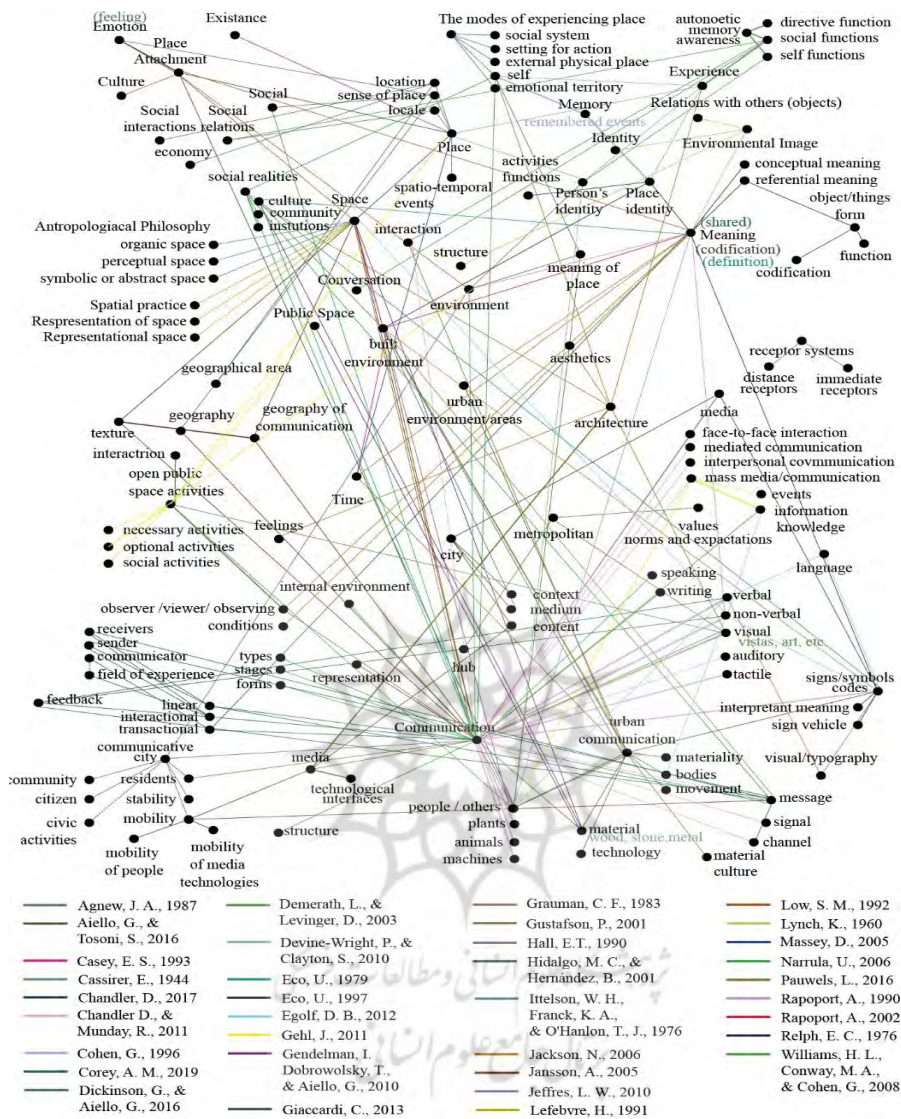 (feeling)
Emotion
Existance
Place
Attachment
Culture
Social
interactions
Social
relations
economy
Social
social realities
culture
community
instutions
The modes of experiencing place
social system
setting for action
external physical place
self
emotional territory
location
sense of place
locale
Place
spatio-temporal
events
Memory
remembered events
Identity
activities
functions
Person's
identity
Place
identity
autonoetic
memory
awareness
directive function
social functions
self functions
Experience
Relations with others (objects)
Environmental Image
conceptual meaning
referential meaning
object/things
form
function
codification
(shared)
Meaning
(codification)
(definition)
Space
interaction
structure
Antropologiacal Philosophy
organic space
perceptual space
symbolic or abstract space
Spatial practice
Respresentation of space
Representational space
Conversation
Public Space
environment
built
environment
meaning of
place
aesthetics
receptor systems
distance
receptors
immediate
receptors
geographical area
geography
texture
geography of
communication
urban
environment/areas
architecture
media
face-to-face interaction
mediated communication
interpersonal covmmunication
mass media/communication
events
information
knowledge
interactrion
open public
space activities
necessary activities
optional activities
social activities
feelings
Time
city
metropolitan
values
norms and expactations
language
internal environment
observer /viewer/ observing
conditions
context
medium
content
speaking
writing
verbal
non-verbal
visual
vistas, art, etc.
auditory
tactile
receivers
sender
communicator
field of experience
feedback
types
stages
forms
representation
hub
linear
interactional
transactional
Communication
urban
communication
signs/symbols
codes
interpretant meaning
sign vehicle
visual/typography
communicative
city
community
citizen
civic
activities
residents
stability
mobility
mobility
of people
mobility
of media
technologies
media
technological
interfaces
structure
people / others
plants
animals
machines
materiality
bodies
movement
material
wood, stone,metal
technology
message
signal
channel
material
culture
Agnew, J. A., 1987
Aiello, G., &
Tosoni, S., 2016
Casey, E. S., 1993
Cassirer, E., 1944
Chandler, D., 2017
Chandler D., &
Munday, R., 2011
Cohen, G., 1996
Corey, A. M., 2019
Dickinson, G., &
Aiello, G., 2016
Demerath, L., &
Levinger, D., 2003
Devine-Wright, P., &
Clayton, S., 2010
Eco, U., 1979
Eco, U., 1997
Egolf, D. B., 2012
Gehl, J., 2011
Gendelman, I.
Dobrowolsky, T.,
& Aiello, G., 2010
Giaccardi, C., 2013
Grauman, C. F., 1983
Gustafson, P., 2001
Hall, E.T., 1990
Hidalgo, M. C., &
Hernandez, B., 2001
Ittelson, W. H.,
Franck, K. A.,
& O'Hanlon, T., J., 1976
Jackson, N., 2006
Jansson, A., 2005
Jeffres, L. W., 2010
Lefebvre, H., 1991
Low, S. M., 1992
Lynch, K., 1960
Massey, D., 2005
Narrula, U., 2006
Pauwels, L., 2016
Rapoport, A., 1990
Rapoport, A., 2002
Relph, E. C., 1976
Williams, H. L.,
Conway, M. A.,
& Cohen, G., 2008